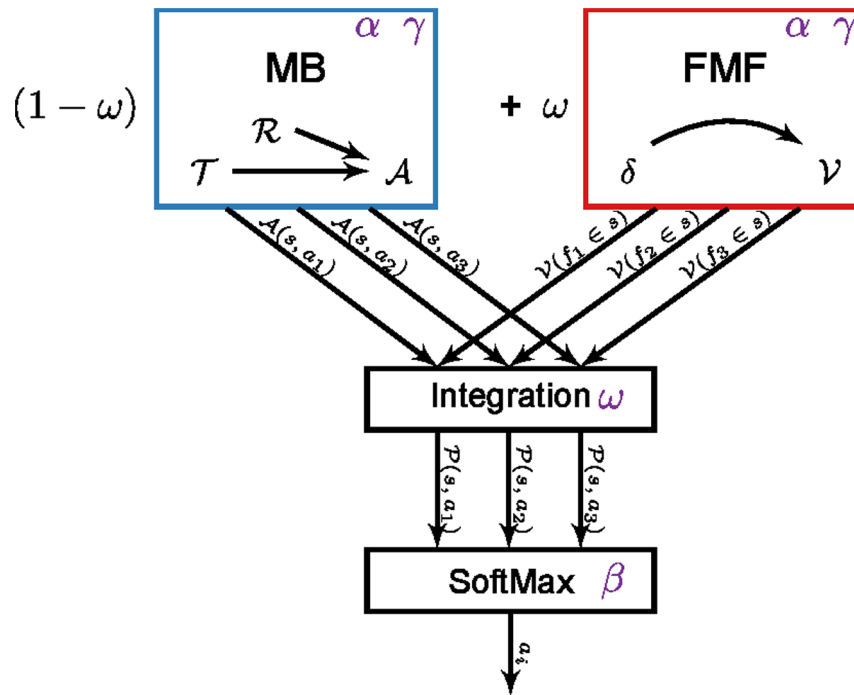 α γ
α γ
MB
FMF
(1 − ω)
+ ω
ℛ
𝒯
𝒜
δ
𝒱
𝒜(s, a₁)
𝒜(s, a₂)
𝒜(s, a₃)
𝒱(f₁ ∈ s)
𝒱(f₂ ∈ s)
𝒱(f₃ ∈ s)
Integration ω
𝒫(s, a₁)
𝒫(s, a₂)
𝒫(s, a₃)
SoftMax β
aᵢ